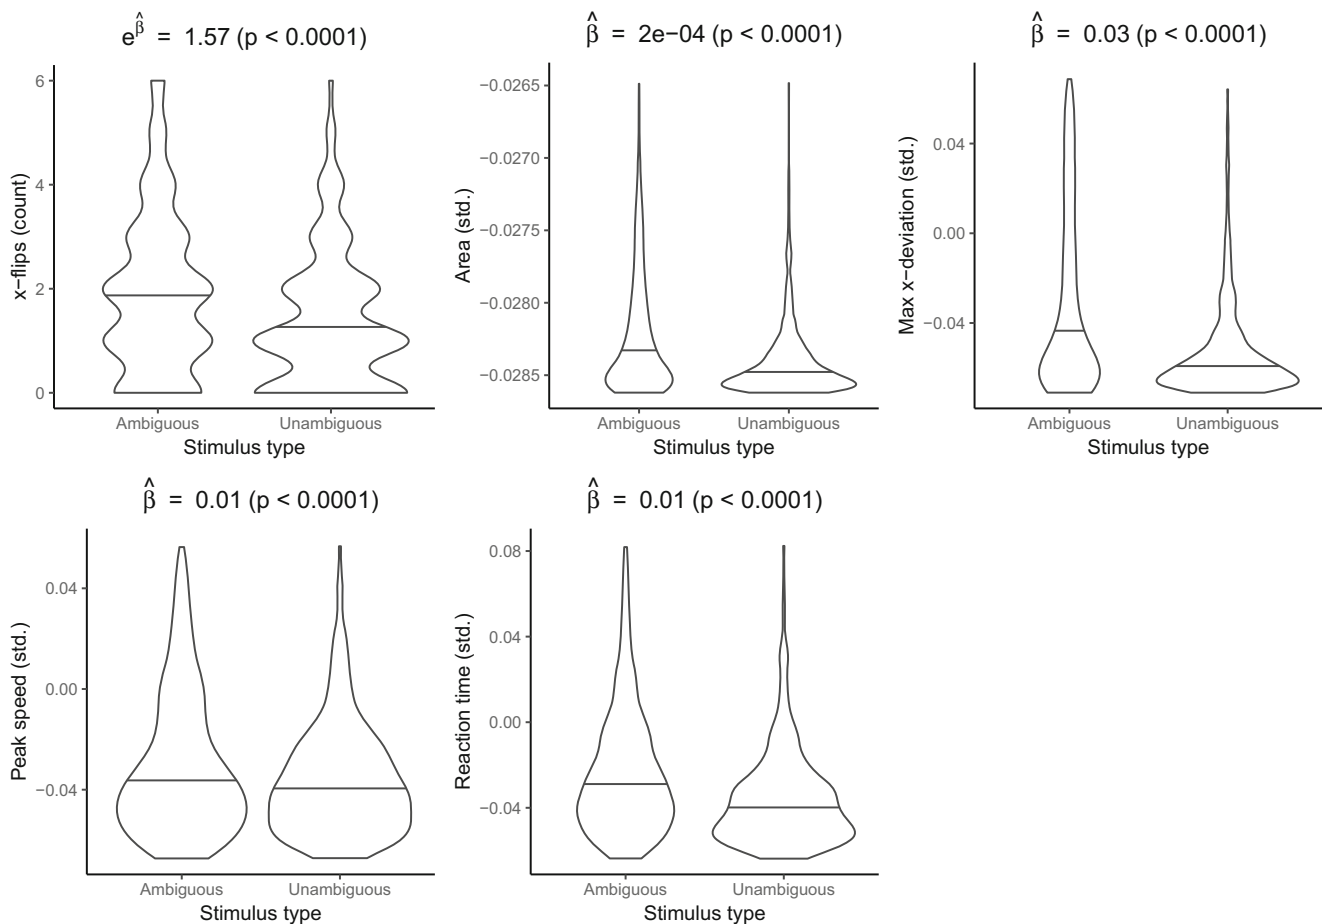 e^β̂ = 1.57 (p < 0.0001)
x−flips (count)
6
4
2
0
Ambiguous Unambiguous
Stimulus type
β̂ = 2e−04 (p < 0.0001)
Area (std.)
−0.0265
−0.0270
−0.0275
−0.0280
−0.0285
Ambiguous Unambiguous
Stimulus type
β̂ = 0.03 (p < 0.0001)
Max x−deviation (std.)
0.04
0.00
−0.04
Ambiguous Unambiguous
Stimulus type
β̂ = 0.01 (p < 0.0001)
Peak speed (std.)
0.04
0.00
−0.04
Ambiguous Unambiguous
Stimulus type
β̂ = 0.01 (p < 0.0001)
Reaction time (std.)
0.08
0.04
0.00
−0.04
Ambiguous Unambiguous
Stimulus type